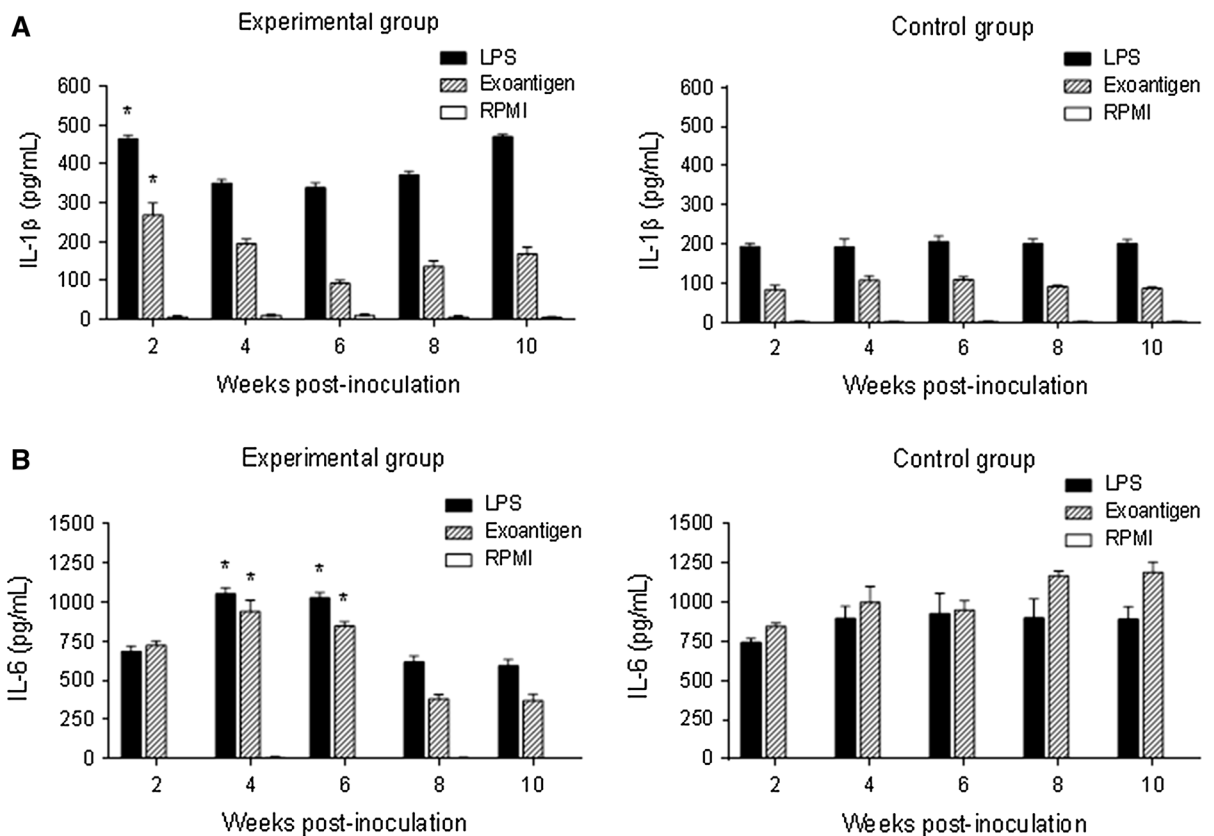 A
Experimental group
LPS
Exoantigen
RPMI
IL-1β (pg/mL)
600
500
400
300
200
100
0
*
*
2 4 6 8 10
Weeks post-inoculation
Control group
LPS
Exoantigen
RPMI
IL-1β (pg/mL)
600
500
400
300
200
100
0
2 4 6 8 10
Weeks post-inoculation
B
Experimental group
LPS
Exoantigen
RPMI
IL-6 (pg/mL)
1500
1250
1000
750
500
250
0
* * * *
2 4 6 8 10
Weeks post-inoculation
Control group
LPS
Exoantigen
RPMI
IL-6 (pg/mL)
1500
1250
1000
750
500
250
0
2 4 6 8 10
Weeks post-inoculation